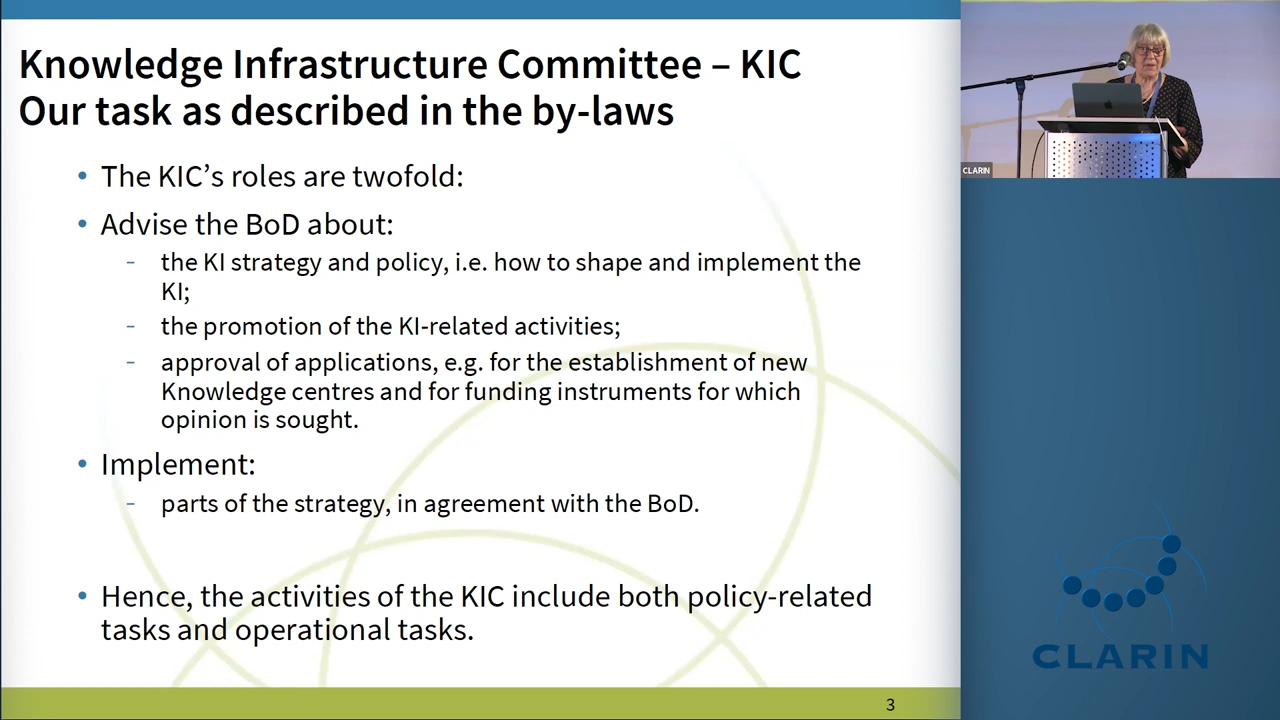 Knowledge Infrastructure Committee – KIC
Our task as described in the by-laws
• The KIC’s roles are twofold:
• Advise the BoD about:
- the KI strategy and policy, i.e. how to shape and implement the
KI;
- the promotion of the KI-related activities;
- approval of applications, e.g. for the establishment of new
Knowledge centres and for funding instruments for which
opinion is sought.
• Implement:
- parts of the strategy, in agreement with the BoD.
• Hence, the activities of the KIC include both policy-related
tasks and operational tasks.
3
CLARIN
CLARIN